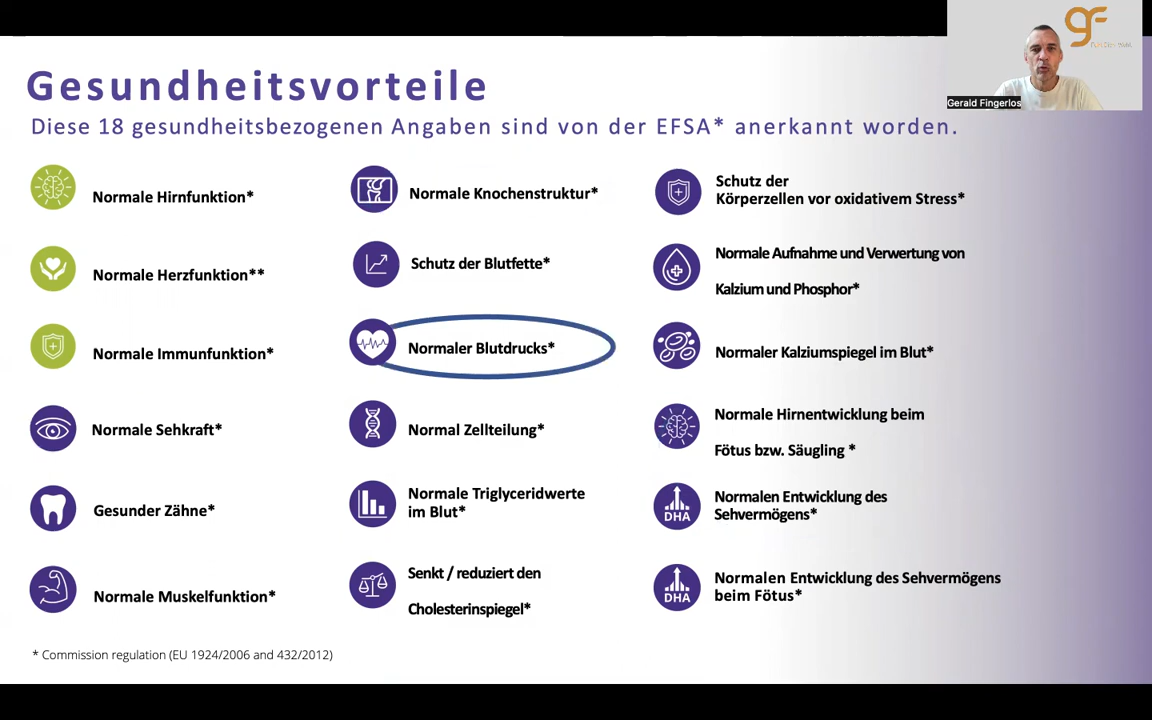 Gesundheitsvorteile
Diese 18 gesundheitsbezogenen Angaben sind von der EFSA* anerkannt worden.
gf
Gerald Fingerlos
Normale Hirnfunktion*
Normale Herzfunktion**
Normale Immunfunktion*
Normale Sehkraft*
Gesunder Zähne*
Normale Muskelfunktion*
Normale Knochenstruktur*
Schutz der Blutfette*
Normaler Blutdrucks*
Normal Zellteilung*
Normale Triglyceridwerte
im Blut*
Senkt / reduziert den
Cholesterinspiegel*
Schutz der
Körperzellen vor oxidativem Stress*
Normale Aufnahme und Verwertung von
Kalzium und Phosphor*
Normaler Kalziumspiegel im Blut*
Normale Hirnentwicklung beim
Fötus bzw. Säugling *
DHA
Normalen Entwicklung des
Sehvermögens*
DHA
Normalen Entwicklung des Sehvermögens
beim Fötus*
* Commission regulation (EU 1924/2006 and 432/2012)